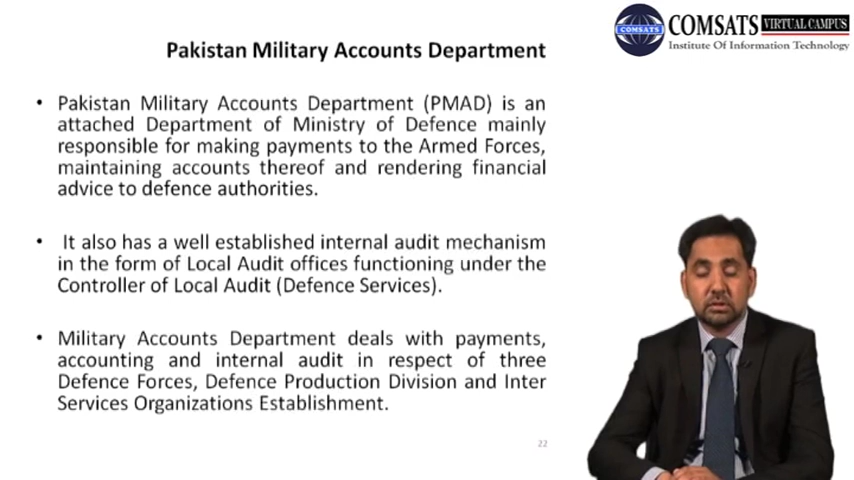 Pakistan Military Accounts Department
COMSATS
COMSATS VIRTUAL CAMPUS
Institute Of Information Technology
• Pakistan Military Accounts Department (PMAD) is an
attached Department of Ministry of Defence mainly
responsible for making payments to the Armed Forces,
maintaining accounts thereof and rendering financial
advice to defence authorities.
• It also has a well established internal audit mechanism
in the form of Local Audit offices functioning under the
Controller of Local Audit (Defence Services).
• Military Accounts Department deals with payments,
accounting and internal audit in respect of three
Defence Forces, Defence Production Division and Inter
Services Organizations Establishment.
22